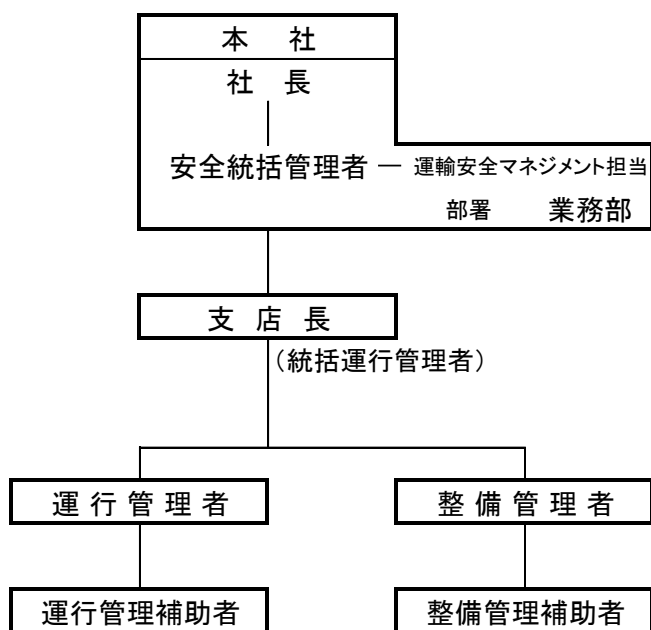 本 社
社 長
安全統括管理者 ― 運輸安全マネジメント担当
部署 業務部
支 店 長
（統括運行管理者）
運 行 管 理 者 整 備 管 理 者
運行管理補助者 整備管理補助者